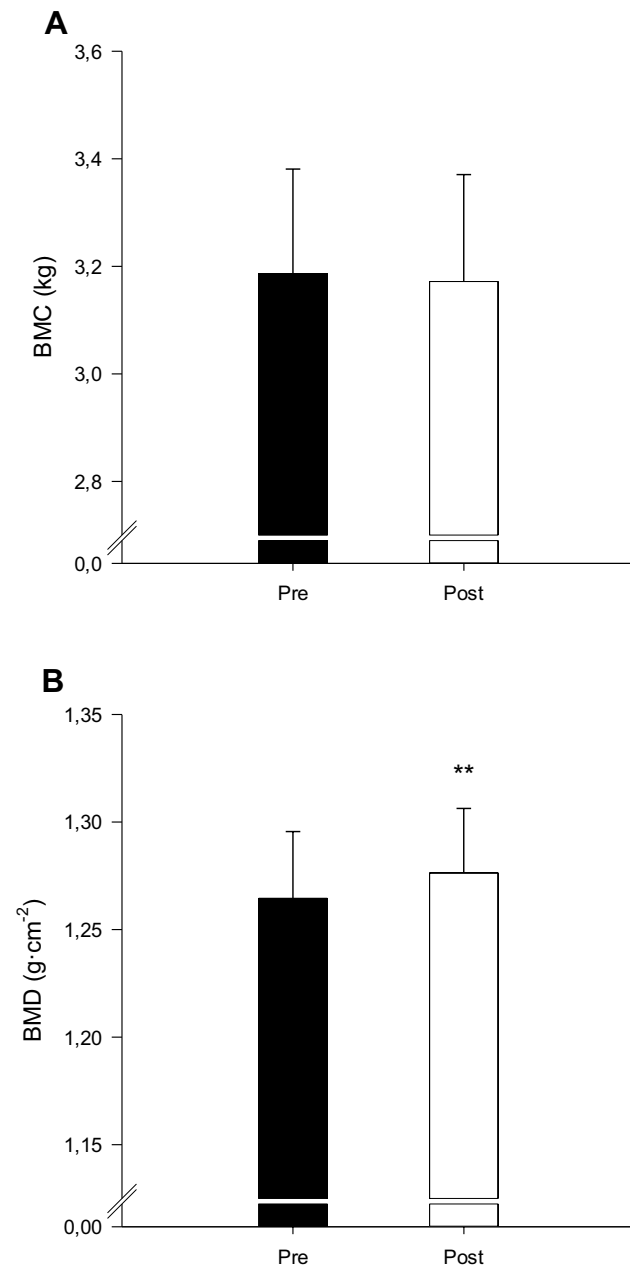 A
3,6
3,4
3,2
3,0
2,8
0,0
BMC (kg)
Pre Post
B
1,35
**
1,30
1,25
1,20
1,15
0,00
BMD (g·cm⁻²)
Pre Post